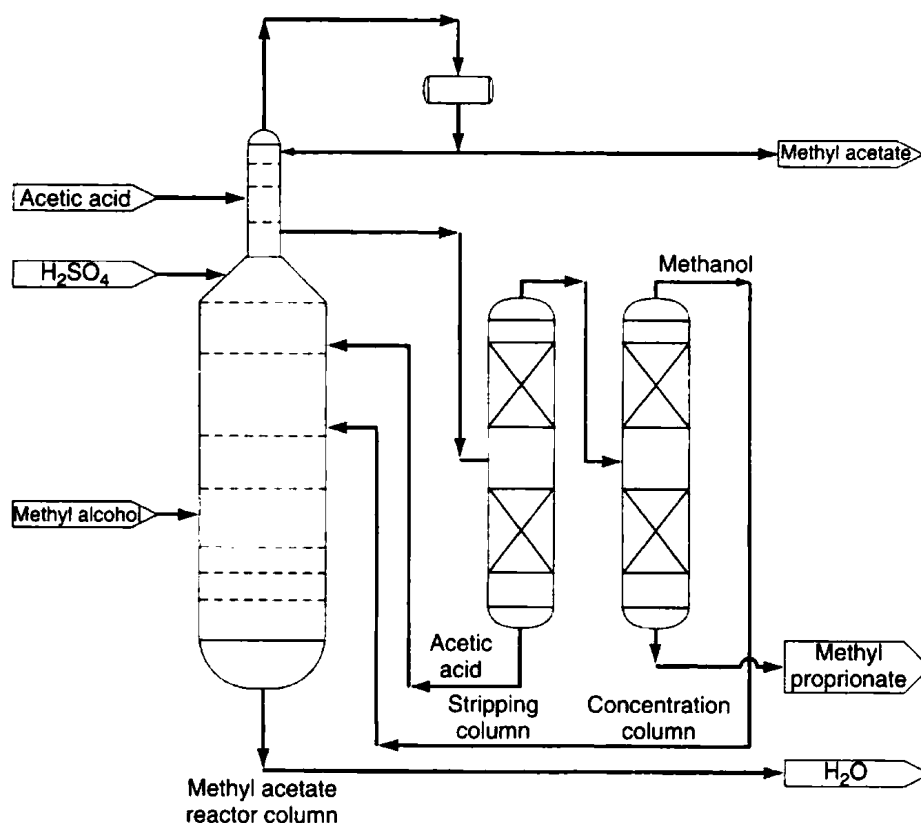 Methyl acetate
Acetic acid
H₂SO₄
Methanol
Methyl alcohol
Acetic
acid
Stripping
column
Concentration
column
Methyl
proprionate
H₂O
Methyl acetate
reactor column